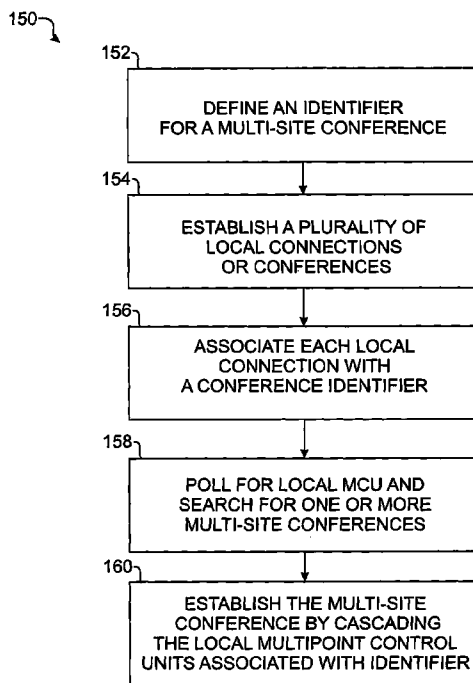 150
152
DEFINE AN IDENTIFIER
FOR A MULTI-SITE CONFERENCE
154
ESTABLISH A PLURALITY OF
LOCAL CONNECTIONS
OR CONFERENCES
156
ASSOCIATE EACH LOCAL
CONNECTION WITH
A CONFERENCE IDENTIFIER
158
POLL FOR LOCAL MCU AND
SEARCH FOR ONE OR MORE
MULTI-SITE CONFERENCES
160
ESTABLISH THE MULTI-SITE
CONFERENCE BY CASCADING
THE LOCAL MULTIPOINT CONTROL
UNITS ASSOCIATED WITH IDENTIFIER